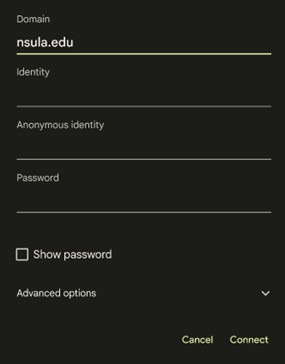 Domain
nsula.edu
Identity
Anonymous identity
Password
Show password
Advanced options
Cancel Connect